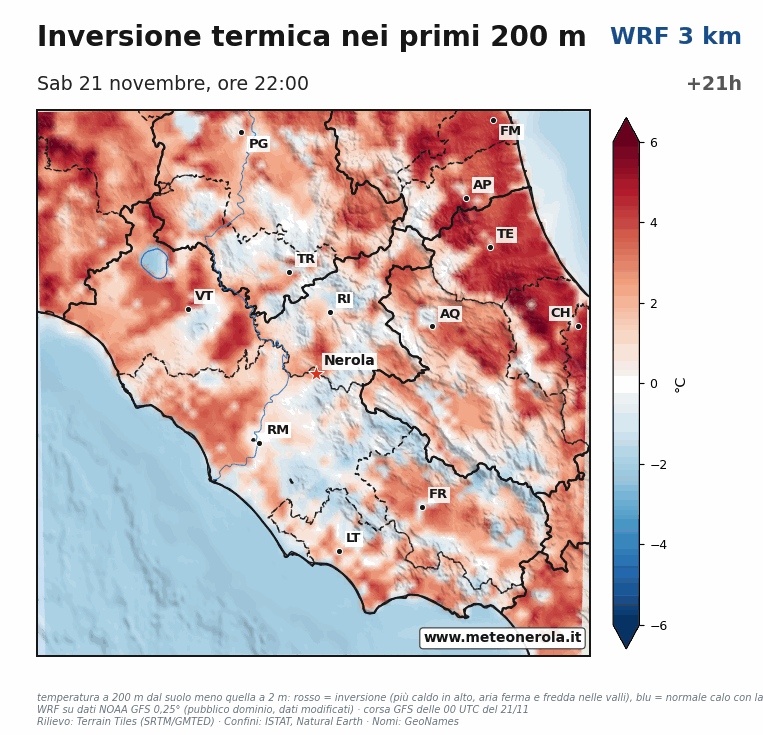 Inversione termica nei primi 200 m WRF 3 km
Sab 21 novembre, ore 22:00 +21h
FM
PG
AP
TE
TR
VT
RI
AQ
CH
Nerola
RM
FR
LT
www.meteonerola.it
6
4
2
0
−2
−4
−6
°C
temperatura a 200 m dal suolo meno quella a 2 m: rosso = inversione (più caldo in alto, aria ferma e fredda nelle valli), blu = normale calo con la
WRF su dati NOAA GFS 0,25° (pubblico dominio, dati modificati) · corsa GFS delle 00 UTC del 21/11
Rilievo: Terrain Tiles (SRTM/GMTED) · Confini: ISTAT, Natural Earth · Nomi: GeoNames